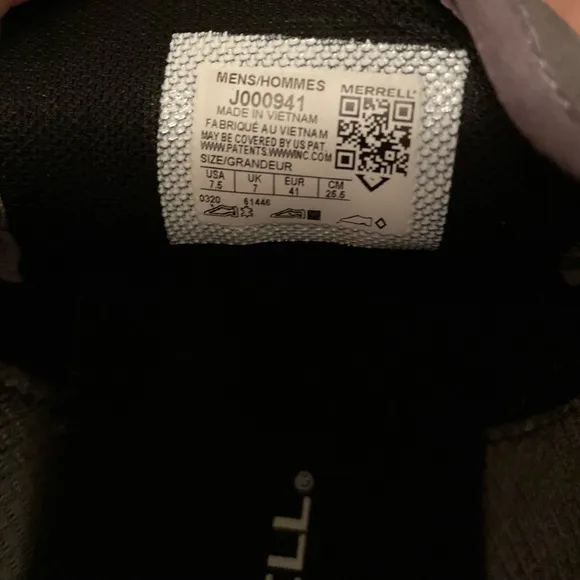 MENS/HOMMES
MERRELL®
J000941
MADE IN VIETNAM
FABRIQUÉ AU VIETNAM
MAY BE COVERED BY US PAT.
WWW.PATENTS.WWWINC.COM
SIZE/GRANDEUR
USA UK EUR CM
7.5 7 41 25.5
0320 61446
ELL®